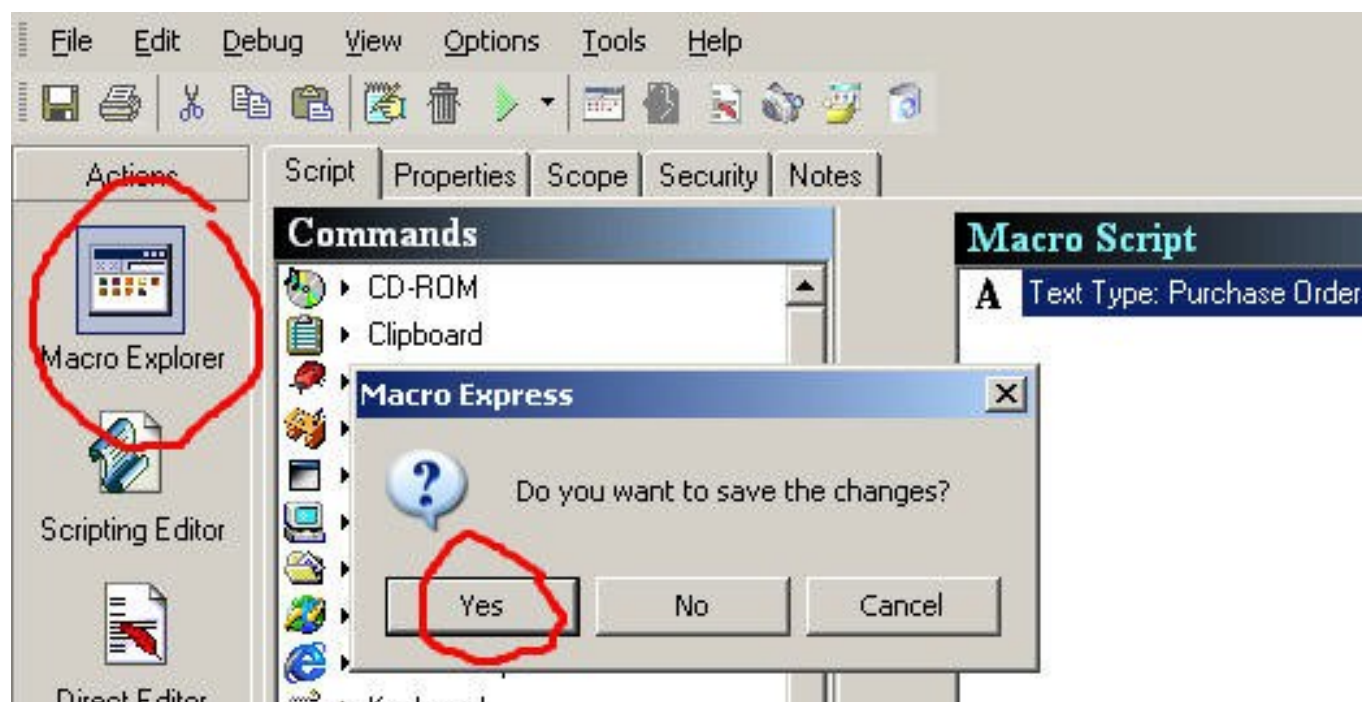 File Edit Debug View Options Tools Help
Actions
Script Properties Scope Security Notes
Commands
Macro Script
CD-ROM
A Text Type: Purchase Order
Clipboard
Macro Explorer
Macro Express
Do you want to save the changes?
Scripting Editor
Yes No Cancel
Direct Editor
Keyboard